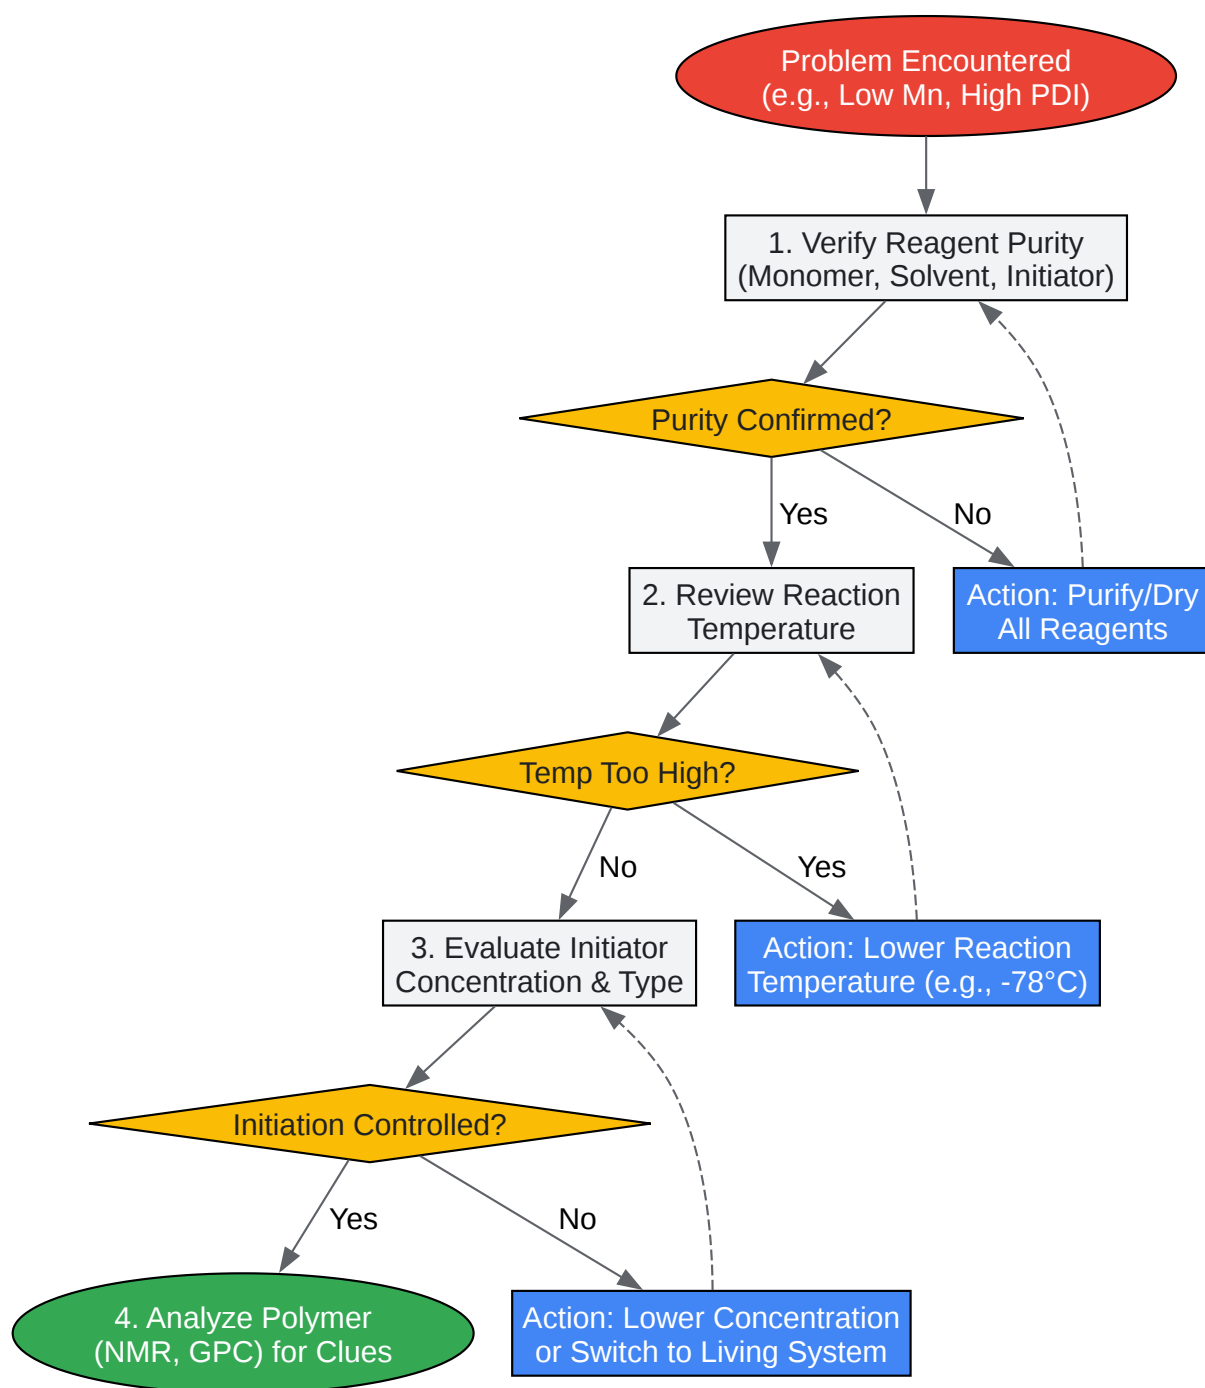 Problem Encountered
(e.g., Low Mn, High PDI)
1. Verify Reagent Purity
(Monomer, Solvent, Initiator)
Purity Confirmed?
Yes
No
2. Review Reaction
Temperature
Action: Purify/Dry
All Reagents
Temp Too High?
No
Yes
3. Evaluate Initiator
Concentration & Type
Action: Lower Reaction
Temperature (e.g., -78°C)
Initiation Controlled?
Yes
No
4. Analyze Polymer
(NMR, GPC) for Clues
Action: Lower Concentration
or Switch to Living System